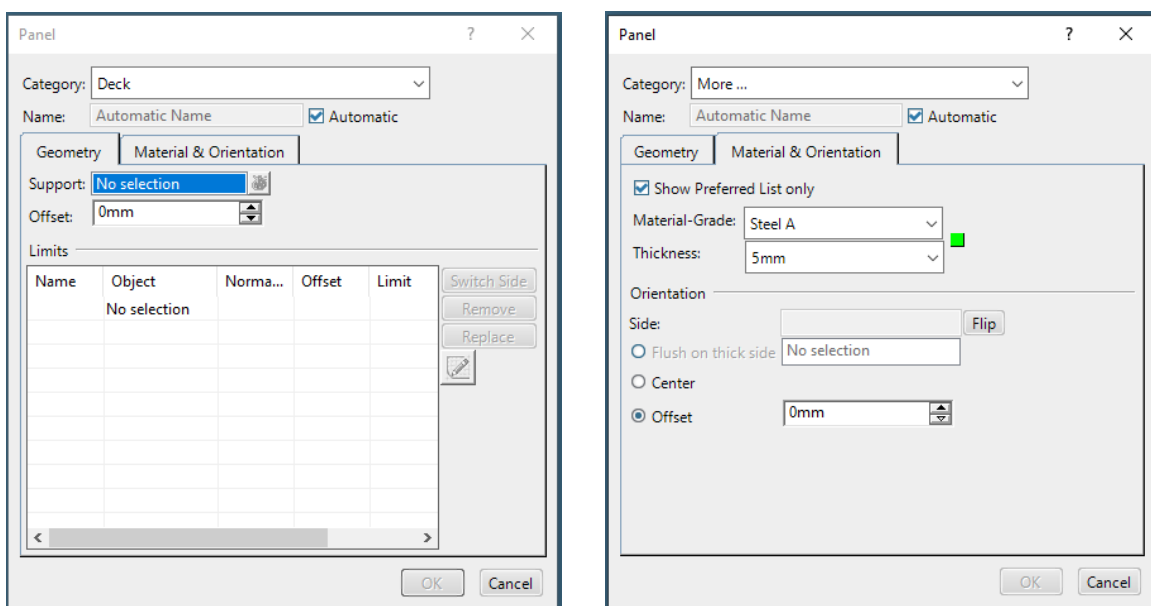 Panel ? ×
Category: Deck
Name: Automatic Name Automatic
Geometry Material & Orientation
Support: No selection
Offset: 0mm
Limits
Name Object Norma... Offset Limit Switch Side
No selection Remove
Replace
OK Cancel
Panel ? ×
Category: More ...
Name: Automatic Name Automatic
Geometry Material & Orientation
Show Preferred List only
Material-Grade: Steel A
Thickness: 5mm
Orientation
Side: Flip
Flush on thick side No selection
Center
Offset 0mm
OK Cancel